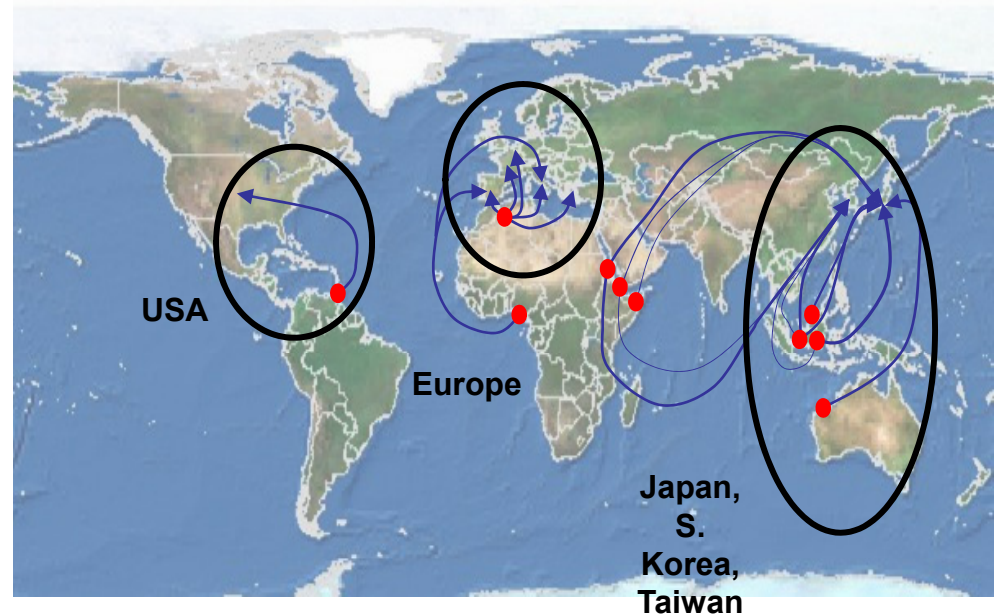 USA
Europe
Japan,
S.
Korea,
Taiwan